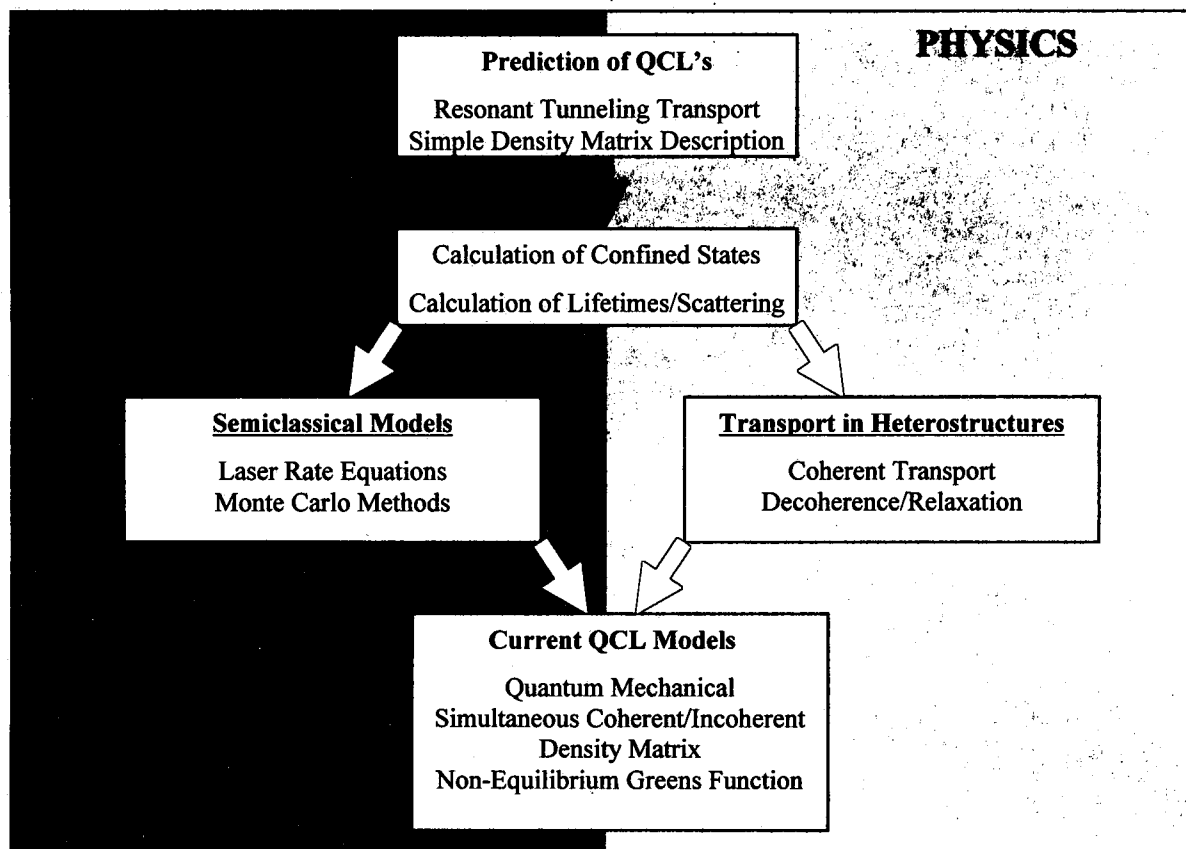 PHYSICS
Prediction of QCL's
Resonant Tunneling Transport
Simple Density Matrix Description
Calculation of Confined States
Calculation of Lifetimes/Scattering
Semiclassical Models
Laser Rate Equations
Monte Carlo Methods
Transport in Heterostructures
Coherent Transport
Decoherence/Relaxation
Current QCL Models
Quantum Mechanical
Simultaneous Coherent/Incoherent
Density Matrix
Non-Equilibrium Greens Function